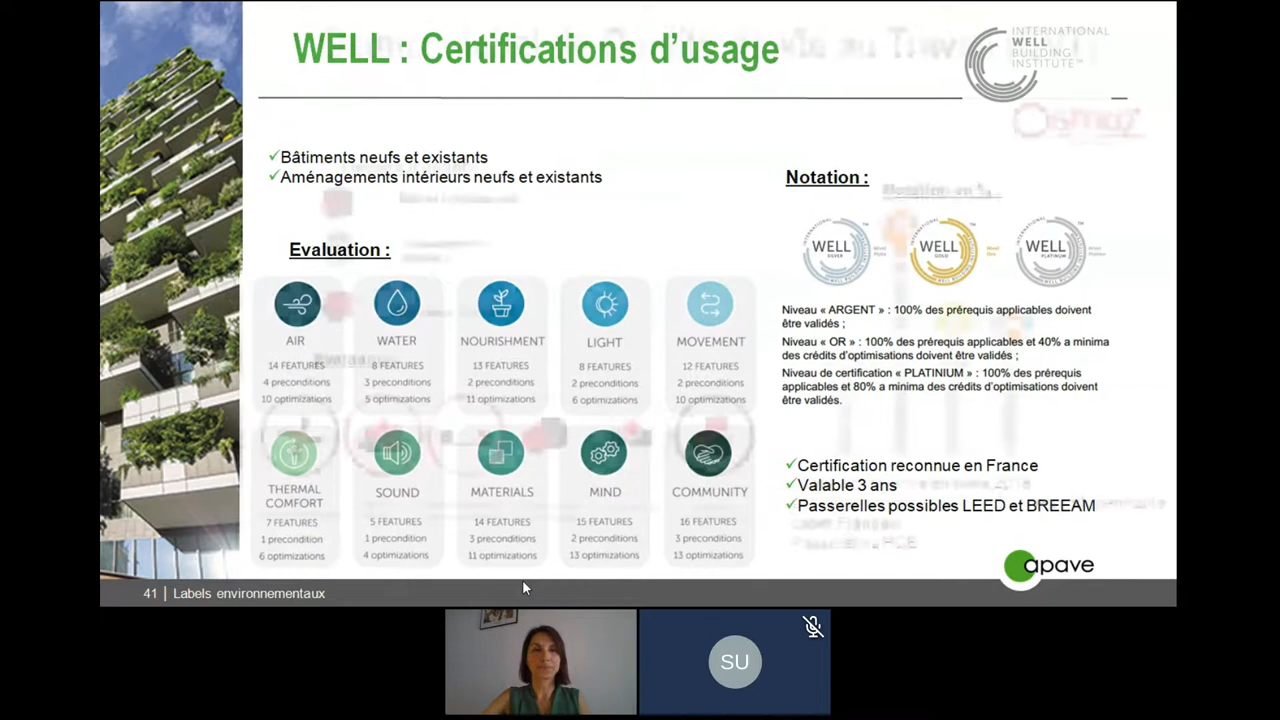 WELL : Certifications d'usage
INTERNATIONAL
WELL
BUILDING
INSTITUTE™
✓Bâtiments neufs et existants
✓Aménagements intérieurs neufs et existants
Evaluation :
AIR
14 FEATURES
4 preconditions
10 optimizations
WATER
8 FEATURES
3 preconditions
5 optimizations
NOURISHMENT
13 FEATURES
2 preconditions
11 optimizations
LIGHT
8 FEATURES
2 preconditions
6 optimizations
MOVEMENT
12 FEATURES
2 preconditions
10 optimizations
THERMAL
COMFORT
7 FEATURES
1 precondition
6 optimizations
SOUND
5 FEATURES
1 precondition
4 optimizations
MATERIALS
14 FEATURES
3 preconditions
11 optimizations
MIND
15 FEATURES
2 preconditions
13 optimizations
COMMUNITY
16 FEATURES
3 preconditions
13 optimizations
Notation :
WELL
SILVER
WELL
GOLD
WELL
PLATINUM
Niveau « ARGENT » : 100% des prérequis applicables doivent
être validés ;
Niveau « OR » : 100% des prérequis applicables et 40% a minima
des crédits d'optimisations doivent être validés ;
Niveau de certification « PLATINIUM » : 100% des prérequis
applicables et 80% a minima des crédits d'optimisations doivent
être validés.
✓Certification reconnue en France
✓Valable 3 ans
✓Passerelles possibles LEED et BREEAM
apave
41 | Labels environnementaux
SU